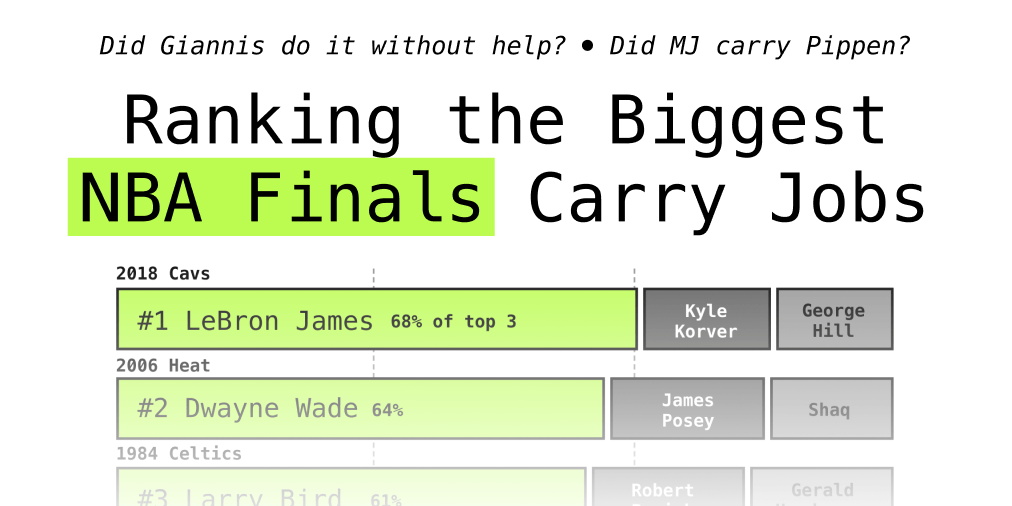 Did Giannis do it without help? ● Did MJ carry Pippen?
Ranking the Biggest
NBA Finals Carry Jobs
2018 Cavs
#1 LeBron James 68% of top 3
Kyle
Korver
George
Hill
2006 Heat
#2 Dwayne Wade 64%
James
Posey
Shaq
1984 Celtics
#3 Larry Bird 61%
Robert
Gerald